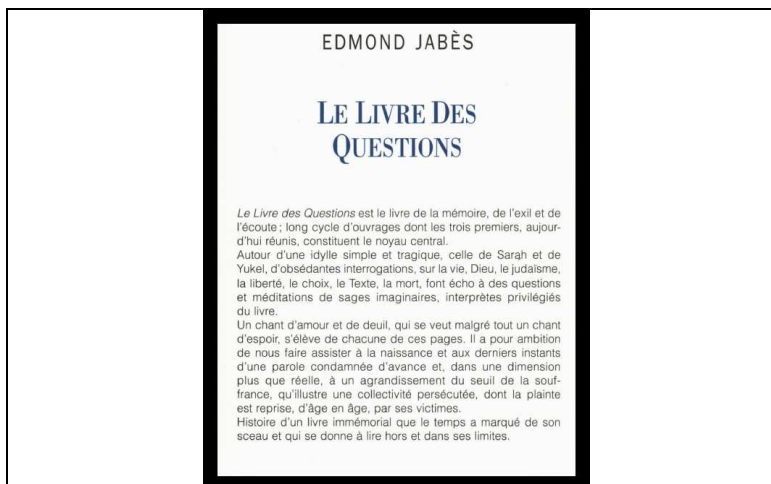 EDMOND JABÈS
LE LIVRE DES
QUESTIONS
Le Livre des Questions est le livre de la mémoire, de l'exil et de
l'écoute ; long cycle d'ouvrages dont les trois premiers, aujour-
d'hui réunis, constituent le noyau central.
Autour d'une idylle simple et tragique, celle de Sarah et de
Yukel, d'obsédantes interrogations, sur la vie, Dieu, le judaïsme,
la liberté, le choix, le Texte, la mort, font écho à des questions
et méditations de sages imaginaires, interprètes privilégiés
du livre.
Un chant d'amour et de deuil, qui se veut malgré tout un chant
d'espoir, s'élève de chacune de ces pages. Il a pour ambition
de nous faire assister à la naissance et aux derniers instants
d'une parole condamnée d'avance et, dans une dimension
plus que réelle, à un agrandissement du seuil de la souf-
france, qu'illustre une collectivité persécutée, dont la plainte
est reprise, d'âge en âge, par ses victimes.
Histoire d'un livre immémorial que le temps a marqué de son
sceau et qui se donne à lire hors et dans ses limites.